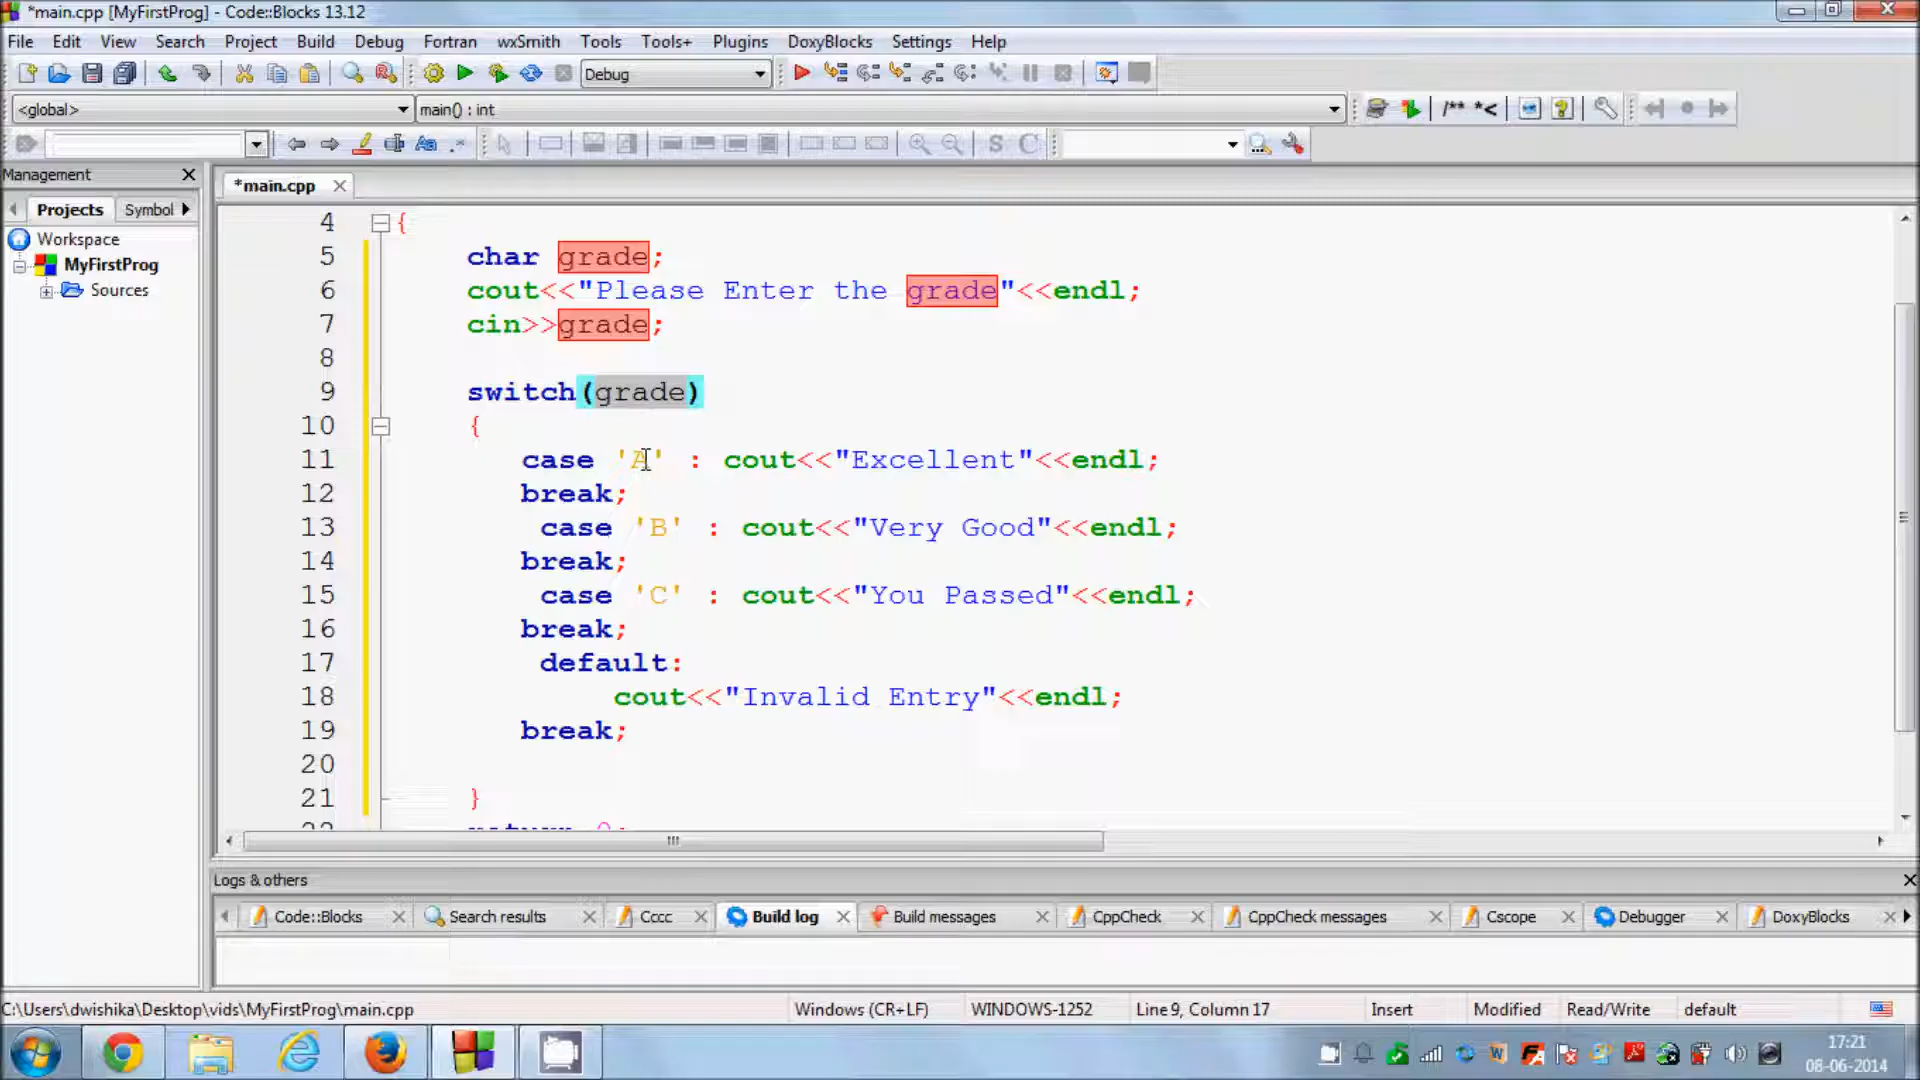 *main.cpp [MyFirstProg] - Code::Blocks 13.12
File Edit View Search Project Build Debug Fortran wxSmith Tools Tools+ Plugins DoxyBlocks Settings Help
Debug
<global> main() : int /** *<
S C
Management
*main.cpp
Projects Symbol
Workspace
MyFirstProg
Sources
4 {
5 char grade;
6 cout<<"Please Enter the grade"<<endl;
7 cin>>grade;
8
9 switch(grade)
10 {
11 case 'A' : cout<<"Excellent"<<endl;
12 break;
13 case 'B' : cout<<"Very Good"<<endl;
14 break;
15 case 'C' : cout<<"You Passed"<<endl;
16 break;
17 default:
18 cout<<"Invalid Entry"<<endl;
19 break;
20
21 }
Logs & others
Code::Blocks Search results Cccc Build log Build messages CppCheck CppCheck messages Cscope Debugger DoxyBlocks
C:\Users\dwishika\Desktop\vids\MyFirstProg\main.cpp Windows (CR+LF) WINDOWS-1252 Line 9, Column 17 Insert Modified Read/Write default
17:21
08-06-2014